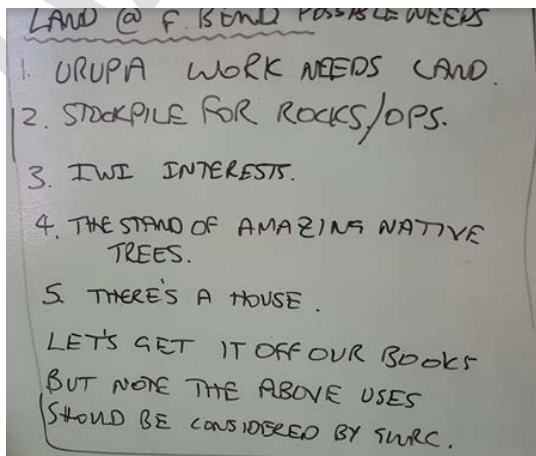 LAND @ F. BEND POSSIBLE NEEDS
1. URUPA WORK NEEDS LAND.
2. STOCKPILE FOR ROCKS/OPS.
3. IWI INTERESTS.
4. THE STAND OF AMAZING NATIVE
TREES.
5. THERE'S A HOUSE.
LET'S GET IT OFF OUR BOOKS
BUT NOTE THE ABOVE USES
SHOULD BE CONSIDERED BY GWRC.